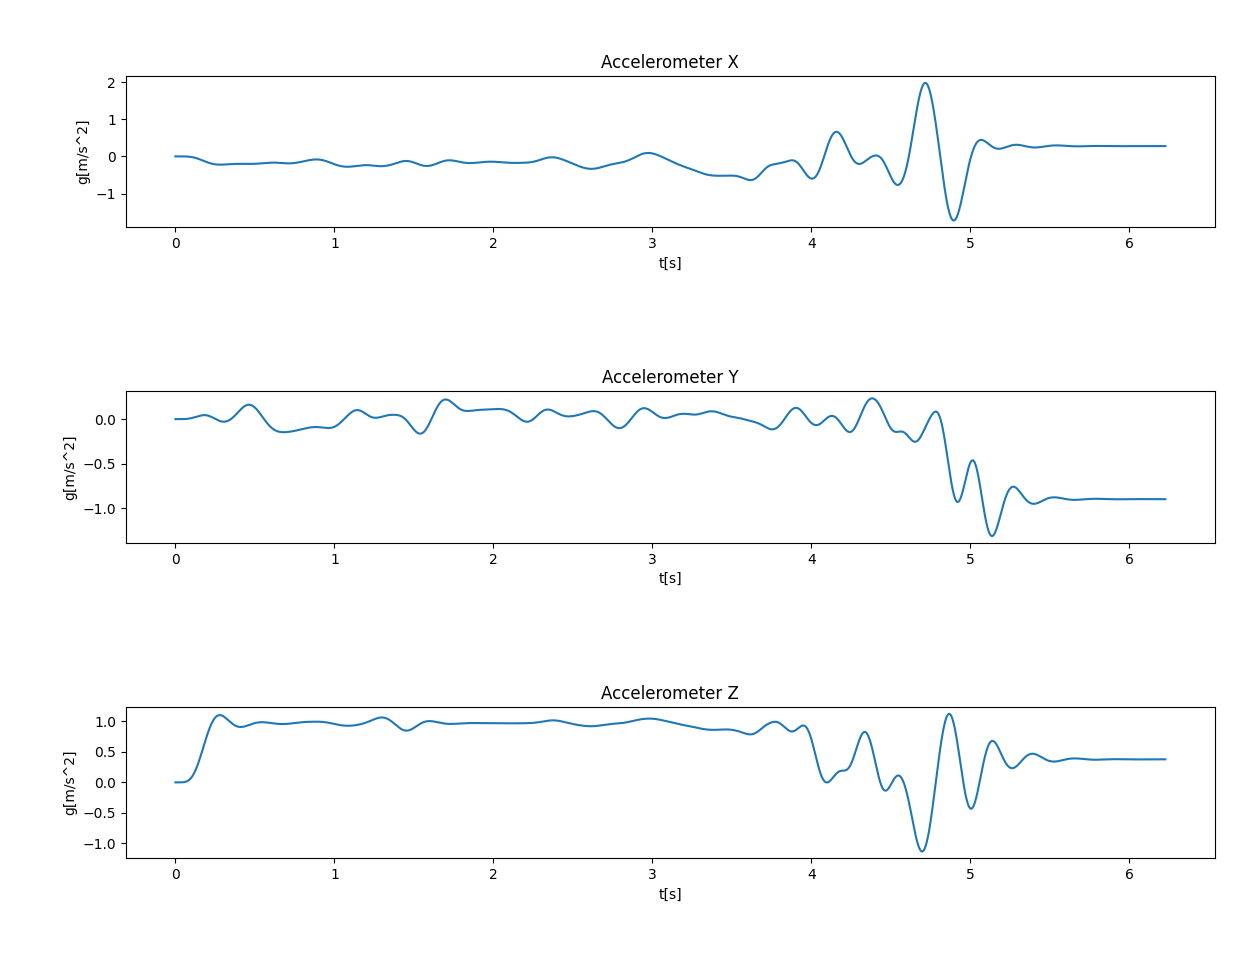 Accelerometer X
g[m/s^2]
2
1
0
−1
0 1 2 3 4 5 6
t[s]
Accelerometer Y
g[m/s^2]
0.0
−0.5
−1.0
0 1 2 3 4 5 6
t[s]
Accelerometer Z
g[m/s^2]
1.0
0.5
0.0
−0.5
−1.0
0 1 2 3 4 5 6
t[s]